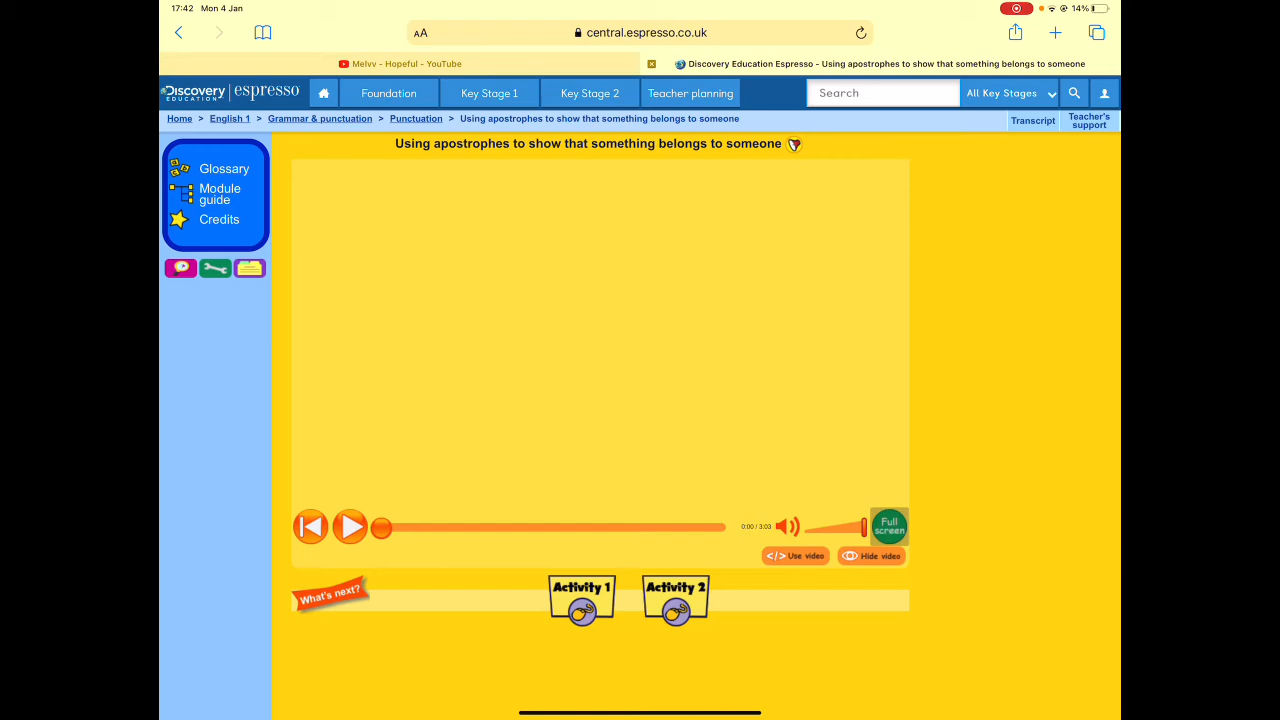 17:42 Mon 4 Jan
14%
AA
central.espresso.co.uk
Melvv - Hopeful - YouTube
Discovery Education Espresso - Using apostrophes to show that something belongs to someone
Discovery EDUCATION | espresso
Foundation
Key Stage 1
Key Stage 2
Teacher planning
Search
All Key Stages
Home > English 1 > Grammar & punctuation > Punctuation > Using apostrophes to show that something belongs to someone
Transcript
Teacher's
support
Using apostrophes to show that something belongs to someone
Glossary
Module
guide
Credits
0:00 / 3:03
Full
screen
</> Use video
Hide video
What's next?
Activity 1
Activity 2